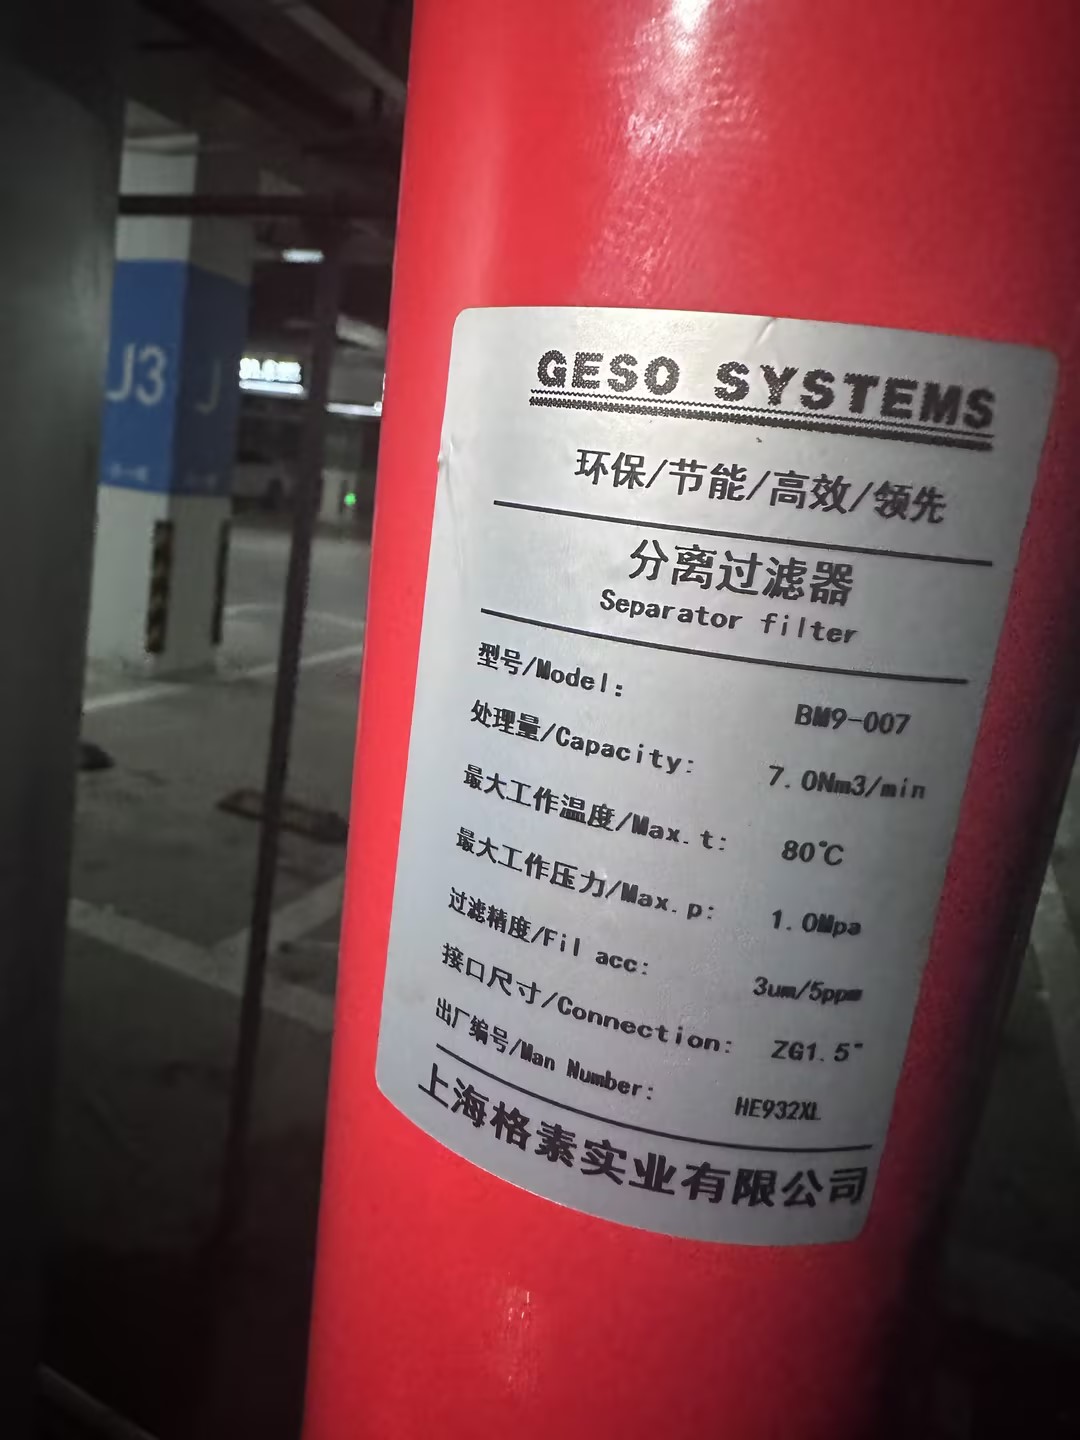 GESO SYSTEMS
环保/节能/高效/领先
分离过滤器
Separator filter
型号/Model: BM9-007
处理量/Capacity: 7.0Nm3/min
最大工作温度/Max.t: 80℃
最大工作压力/Max.p: 1.0Mpa
过滤精度/Fil acc: 3um/5ppm
接口尺寸/Connection: ZG1.5"
出厂编号/Man Number: HE932XL
上海格素实业有限公司
J3
J